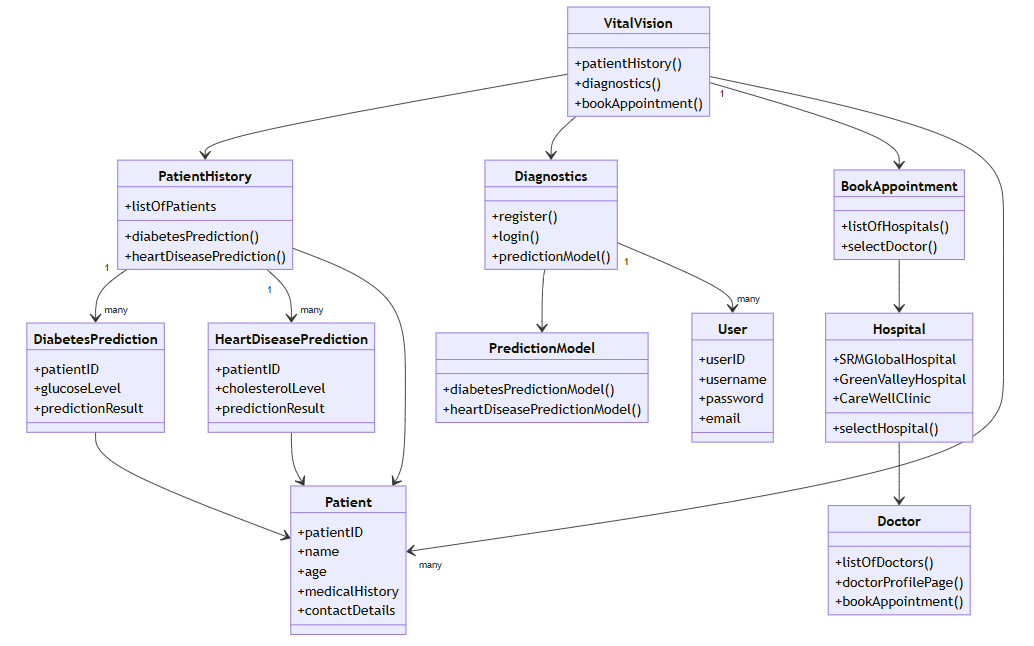 VitalVision
+patientHistory()
+diagnostics()
+bookAppointment()
1
PatientHistory
+listOfPatients
+diabetesPrediction()
+heartDiseasePrediction()
1
1
many
many
Diagnostics
+register()
+login()
+predictionModel()
1
many
BookAppointment
+listOfHospitals()
+selectDoctor()
DiabetesPrediction
+patientID
+glucoseLevel
+predictionResult
HeartDiseasePrediction
+patientID
+cholesterolLevel
+predictionResult
PredictionModel
+diabetesPredictionModel()
+heartDiseasePredictionModel()
User
+userID
+username
+password
+email
Hospital
+SRMGlobalHospital
+GreenValleyHospital
+CareWellClinic
+selectHospital()
Patient
+patientID
+name
+age
+medicalHistory
+contactDetails
many
Doctor
+listOfDoctors()
+doctorProfilePage()
+bookAppointment()